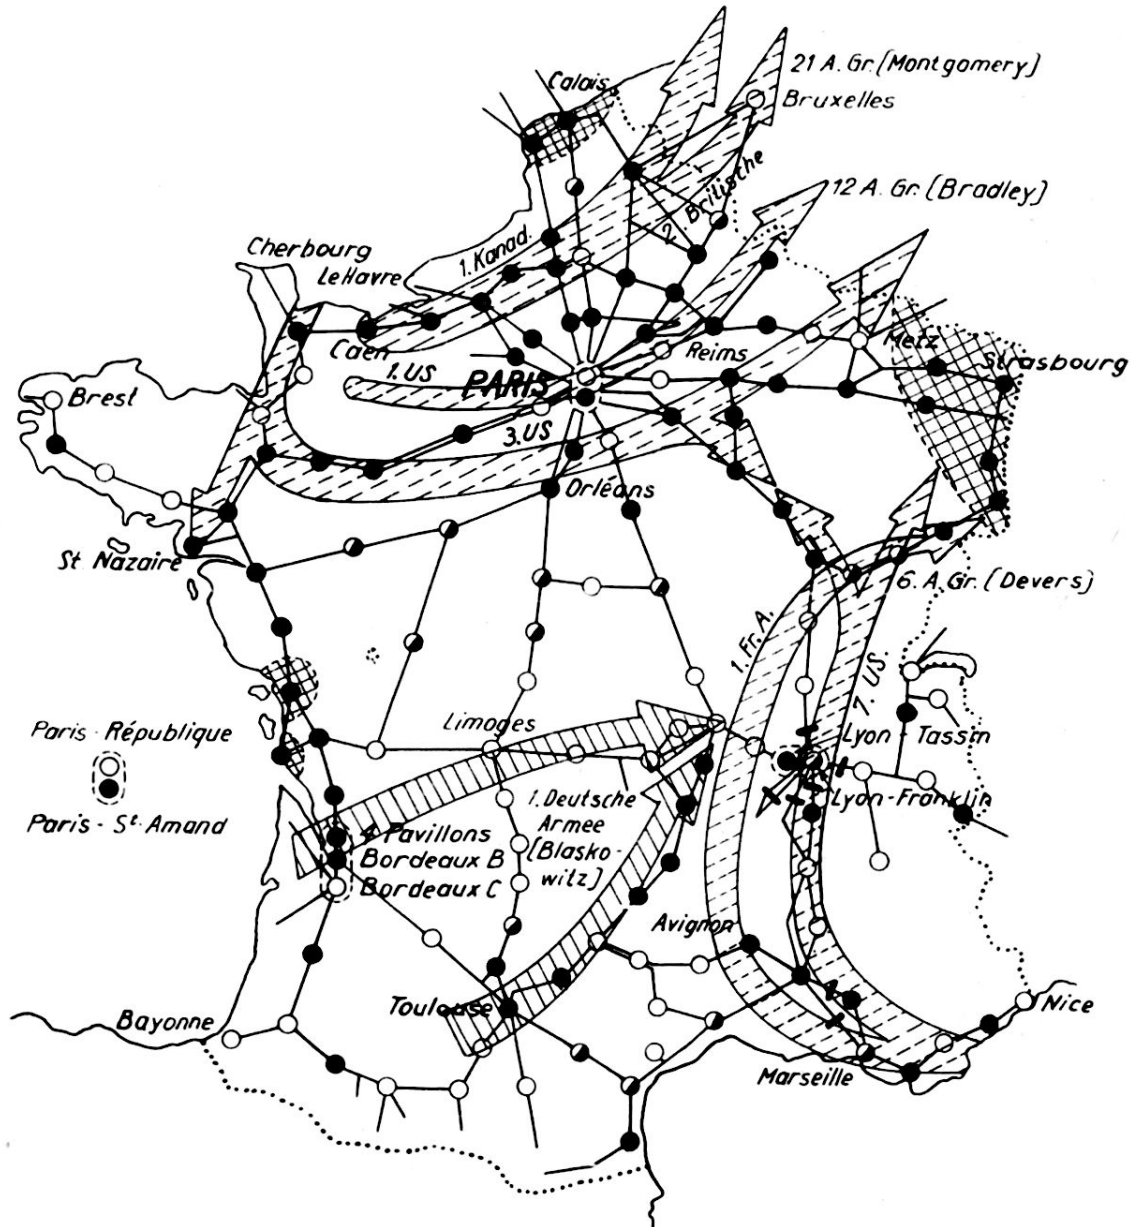 Calais
21 A. Gr. [Montgomery]
Bruxelles
12 A. Gr. [Bradley]
2 Brilische
1. Kanad.
Cherbourg
Le Havre
Caen
Reims
Metz
Strasbourg
1. US
PARIS
Brest
3. US
Orléans
St Nazaire
6. A. Gr. [Devers]
1. Fr. A.
7. US.
Limoges
Paris - République
Lyon - Tassin
Lyon-Franklin
Paris - St. Amand
1. Deutsche
Armee
[Blasko-
witz]
4 Pavillons
Bordeaux B
Bordeaux C
Avignon
Toulouse
Bayonne
Nice
Marseille